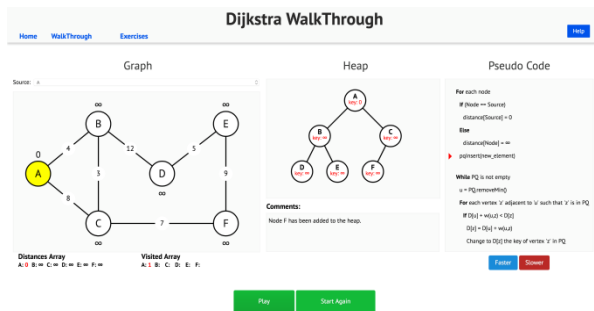 Dijkstra WalkThrough
Home WalkThrough Exercises Help
Graph
Source: A
∞ ∞
B E
0 4 12 5
A 3 D 9
8 ∞
C 7 F
∞ ∞
Distances Array
A: 0 B: ∞ C: ∞ D: ∞ E: ∞ F: ∞
Visited Array
A: 1 B: C: D: E: F:
Heap
A
key: 0
B C
key: ∞ key: ∞
D E F
key: ∞ key: ∞ key: ∞
Comments:
Node F has been added to the heap.
Pseudo Code
For each node
If (Node == Source)
distance[Node] = 0
Else
distance[Node] = ∞
pqInsert(new_element)
While PQ is not empty
u = PQ.removeMin()
For each vertex 'z' adjacent to 'u' such that 'z' is in PQ
If D[u] + w(u,z) < D[z]
D[z] = D[u] + w(u,z)
Change to D[z] the key of vertex 'z' in PQ
Faster Slower
Play Start Again